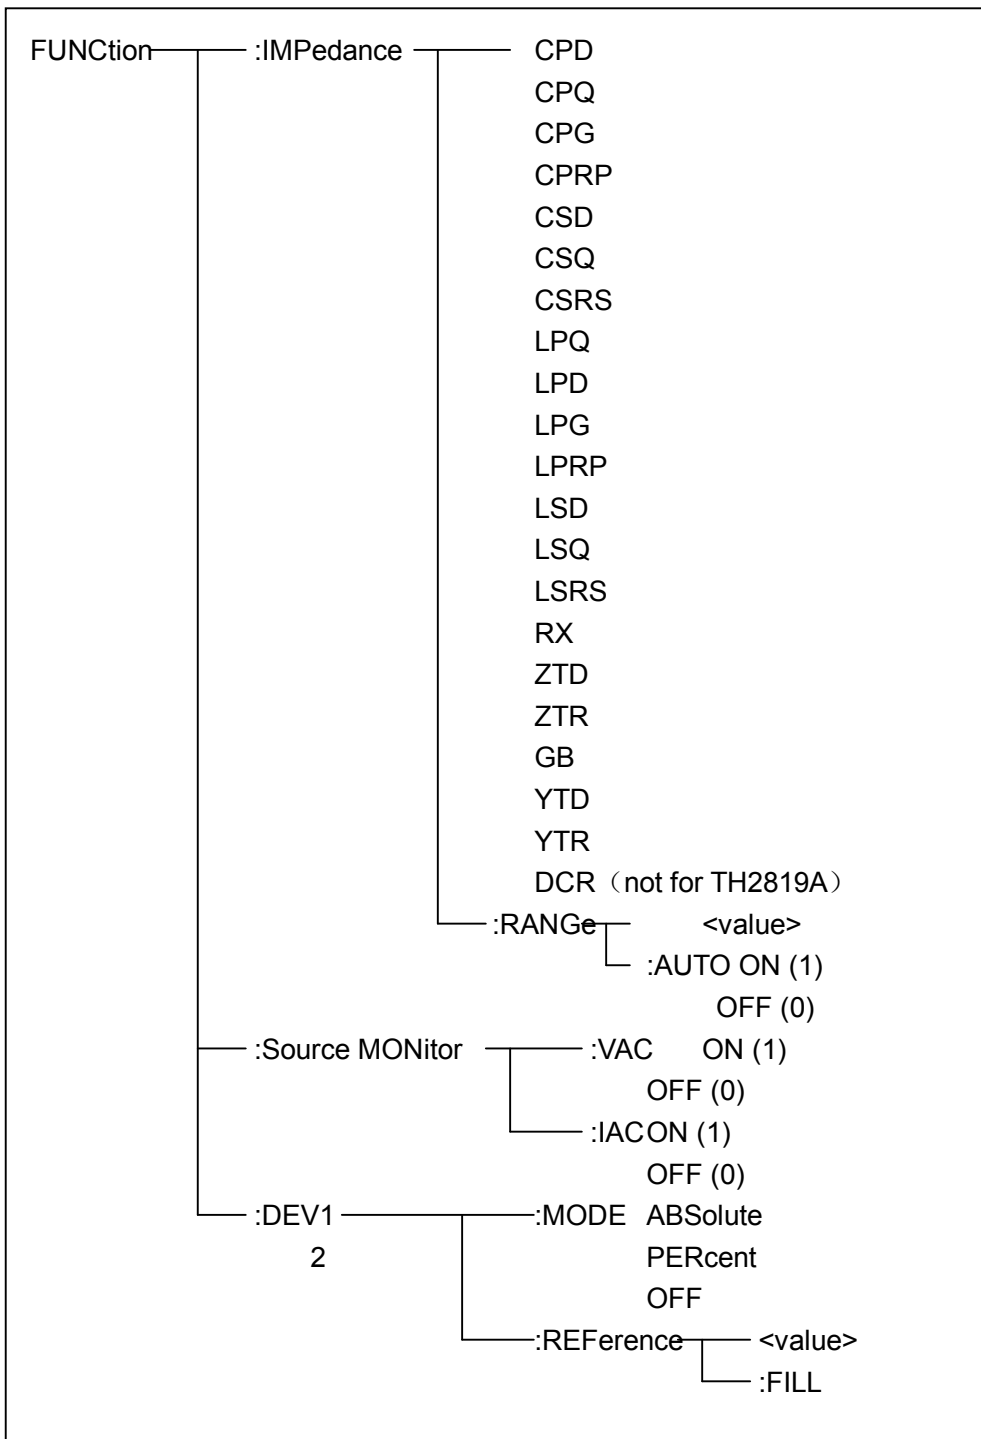 FUNCtion :IMPedance CPD
CPQ
CPG
CPRP
CSD
CSQ
CSRS
LPQ
LPD
LPG
LPRP
LSD
LSQ
LSRS
RX
ZTD
ZTR
GB
YTD
YTR
DCR（not for TH2819A）
:RANGe <value>
:AUTO ON (1)
OFF (0)
:Source MONitor :VAC ON (1)
OFF (0)
:IACON (1)
OFF (0)
:DEV1 :MODE ABSolute
2 PERcent
OFF
:REFerence <value>
:FILL